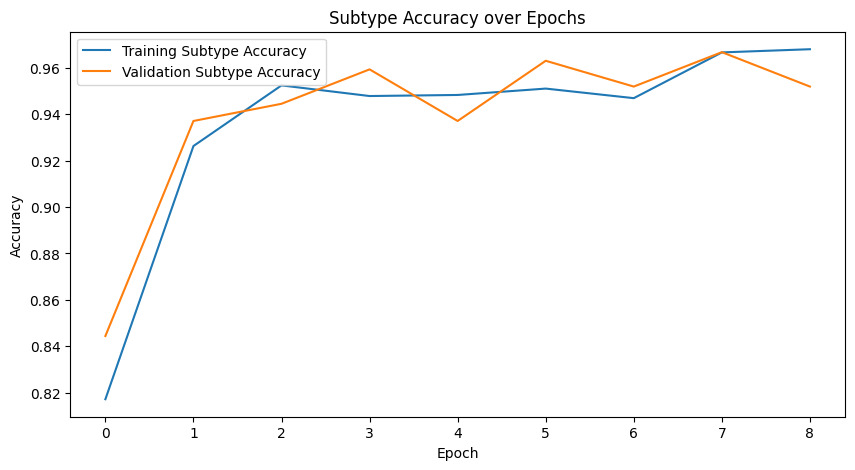 Subtype Accuracy over Epochs
Training Subtype Accuracy
Validation Subtype Accuracy
Accuracy
0.96
0.94
0.92
0.90
0.88
0.86
0.84
0.82
0 1 2 3 4 5 6 7 8
Epoch